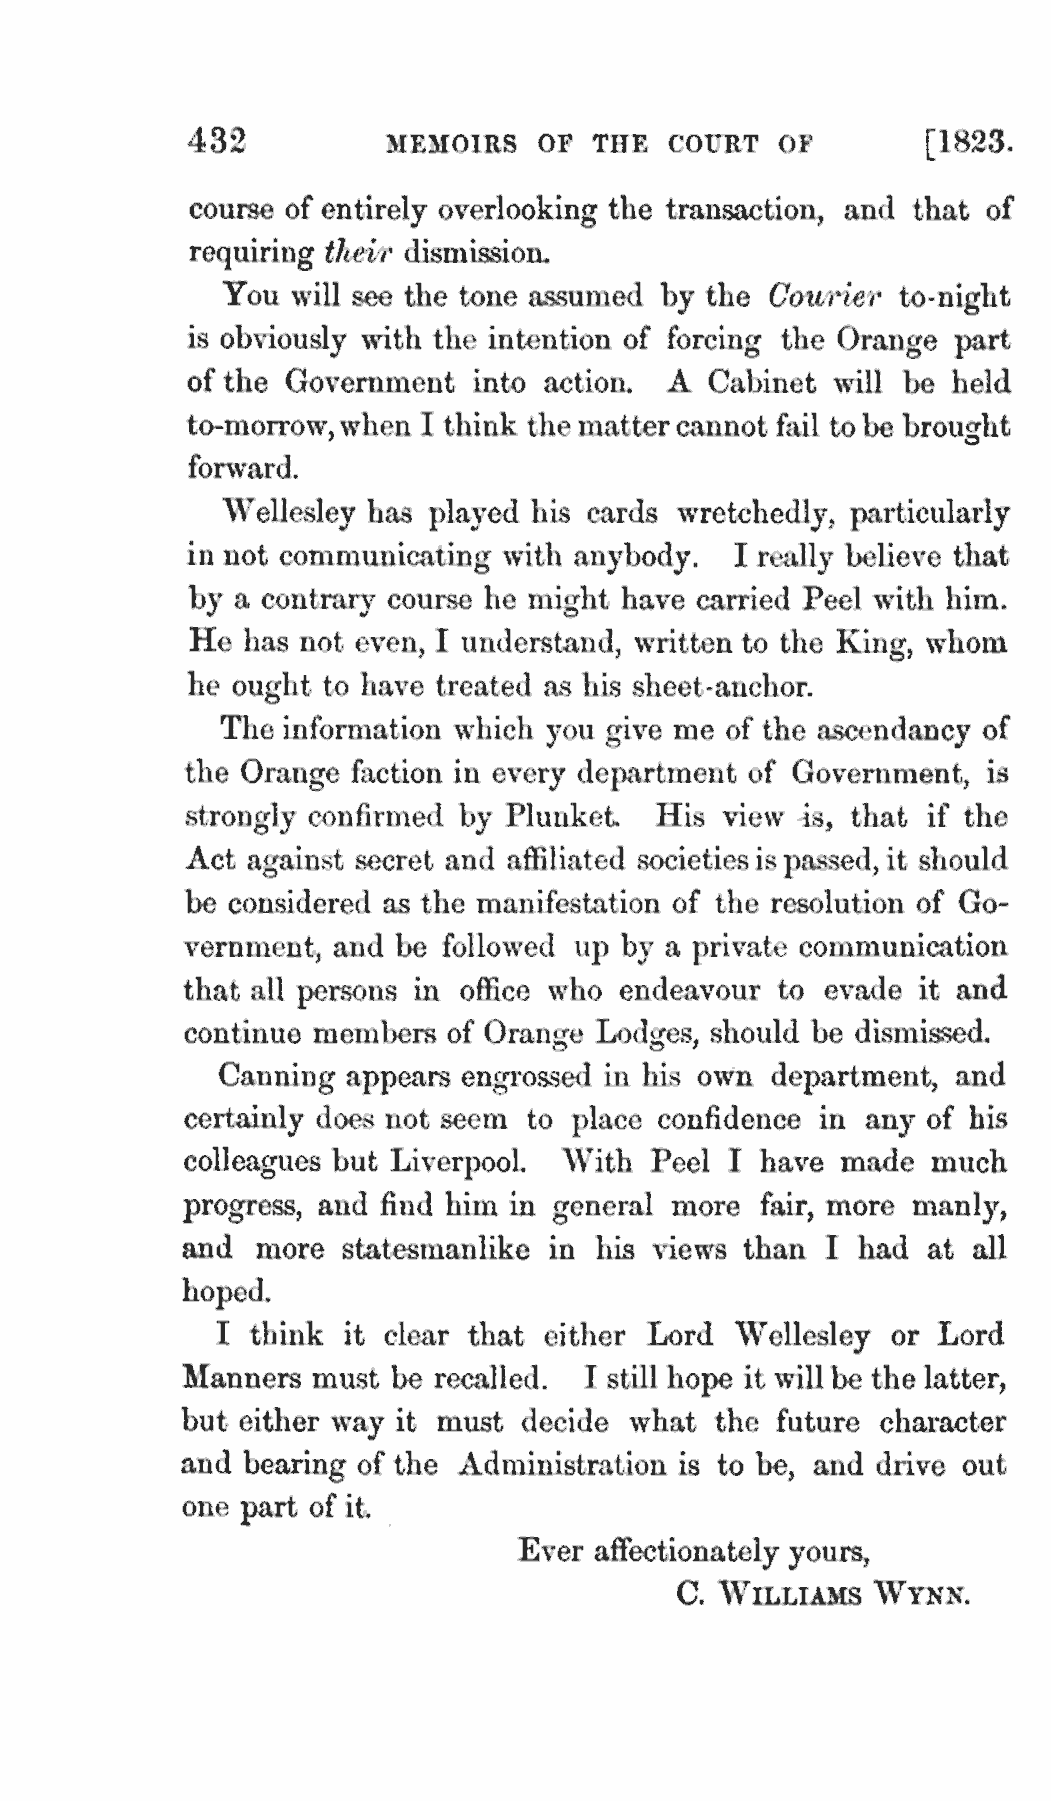 432 MEMOIRS OF THE COURT OF [1823.
course of entirely overlooking the transaction, and that of
requiring their dismission.
You will see the tone assumed by the Courier to-night
is obviously with the intention of forcing the Orange part
of the Government into action. A Cabinet will be held
to-morrow, when I think the matter cannot fail to be brought
forward.
Wellesley has played his cards wretchedly, particularly
in not communicating with anybody. I really believe that
by a contrary course he might have carried Peel with him.
He has not even, I understand, written to the King, whom
he ought to have treated as his sheet-anchor.
The information which you give me of the ascendancy of
the Orange faction in every department of Government, is
strongly confirmed by Plunket. His view is, that if the
Act against secret and affiliated societies is passed, it should
be considered as the manifestation of the resolution of Go-
vernment, and be followed up by a private communication
that all persons in office who endeavour to evade it and
continue members of Orange Lodges, should be dismissed.
Canning appears engrossed in his own department, and
certainly does not seem to place confidence in any of his
colleagues but Liverpool. With Peel I have made much
progress, and find him in general more fair, more manly,
and more statesmanlike in his views than I had at all
hoped.
I think it clear that either Lord Wellesley or Lord
Manners must be recalled. I still hope it will be the latter,
but either way it must decide what the future character
and bearing of the Administration is to be, and drive out
one part of it.
Ever affectionately yours,
C. WILLIAMS WYNN.